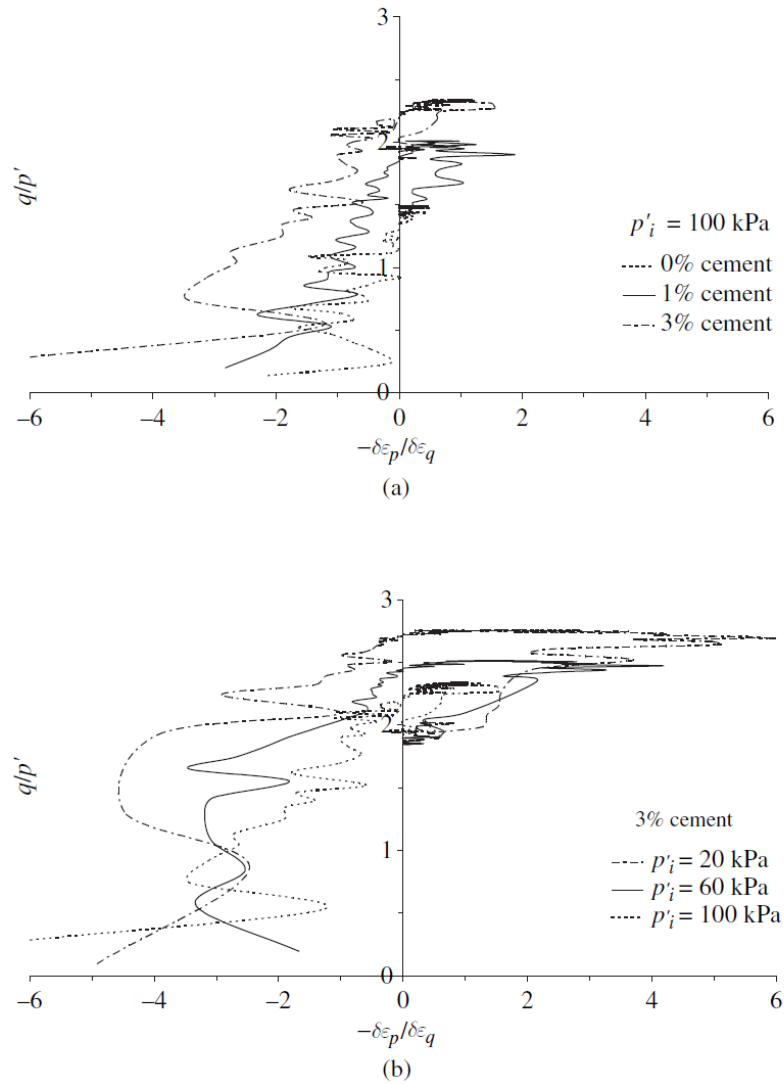 3
2
1
0
q/p'
p'i = 100 kPa
0% cement
1% cement
3% cement
−6 −4 −2 0 2 4 6
−δεp/δεq
(a)
3
2
1
0
q/p'
3% cement
p'i = 20 kPa
p'i = 60 kPa
p'i = 100 kPa
−6 −4 −2 0 2 4 6
−δεp/δεq
(b)